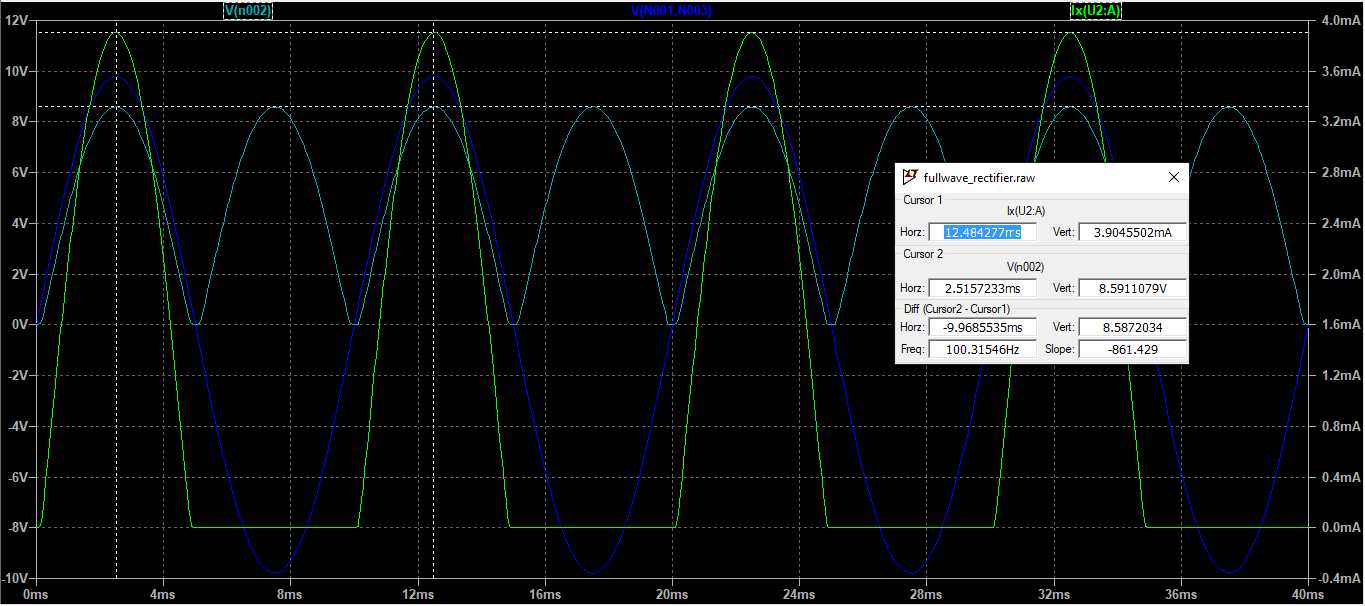 V(n002) V(N001,N003) Ix(U2:A)
12V 4.0mA
10V 3.6mA
8V 3.2mA
6V 2.8mA
4V 2.4mA
2V 2.0mA
0V 1.6mA
-2V 1.2mA
-4V 0.8mA
-6V 0.4mA
-8V 0.0mA
-10V -0.4mA
0ms 4ms 8ms 12ms 16ms 20ms 24ms 28ms 32ms 36ms 40ms
fullwave_rectifier.raw
Cursor 1
Ix(U2:A)
Horz: 12.484277ms Vert: 3.9045502mA
Cursor 2
V(n002)
Horz: 2.5157233ms Vert: 8.5911079V
Diff (Cursor2 - Cursor1)
Horz: -9.9685535ms Vert: 8.5872034
Freq: 100.31546Hz Slope: -861.429